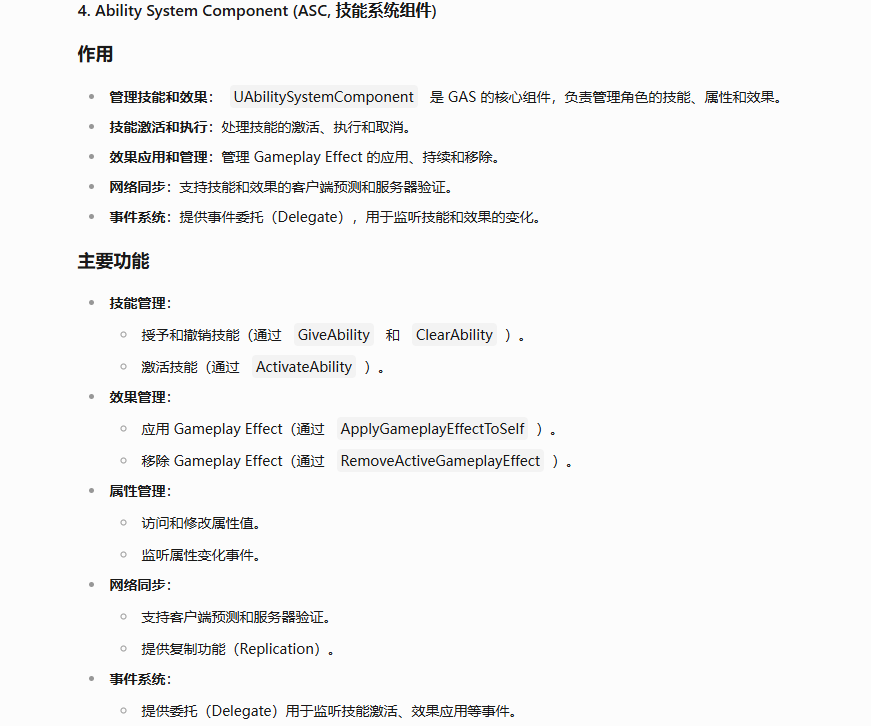 4. Ability System Component (ASC, 技能系统组件)
作用
管理技能和效果： UAbilitySystemComponent 是 GAS 的核心组件，负责管理角色的技能、属性和效果。
技能激活和执行：处理技能的激活、执行和取消。
效果应用和管理：管理 Gameplay Effect 的应用、持续和移除。
网络同步：支持技能和效果的客户端预测和服务器验证。
事件系统：提供事件委托（Delegate），用于监听技能和效果的变化。
主要功能
技能管理：
授予和撤销技能（通过 GiveAbility 和 ClearAbility ）。
激活技能（通过 ActivateAbility ）。
效果管理：
应用 Gameplay Effect（通过 ApplyGameplayEffectToSelf ）。
移除 Gameplay Effect（通过 RemoveActiveGameplayEffect ）。
属性管理：
访问和修改属性值。
监听属性变化事件。
网络同步：
支持客户端预测和服务器验证。
提供复制功能（Replication）。
事件系统：
提供委托（Delegate）用于监听技能激活、效果应用等事件。